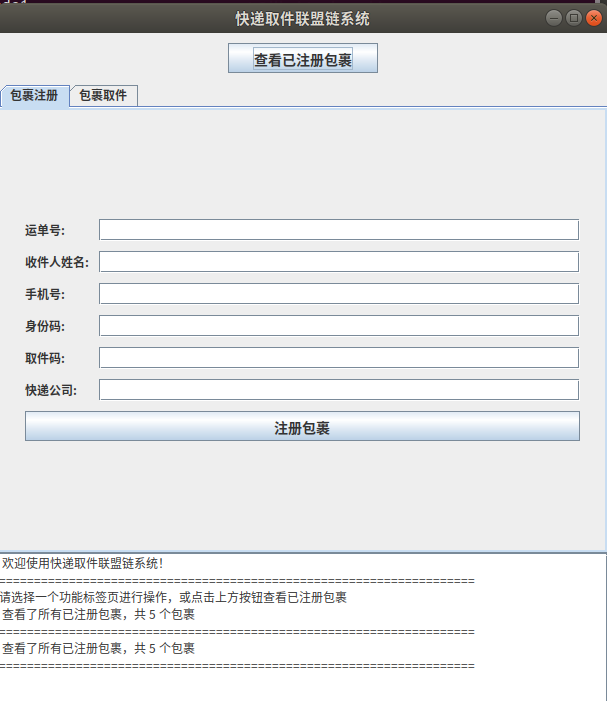 快递取件联盟链系统
查看已注册包裹
包裹注册 包裹取件
运单号:
收件人姓名:
手机号:
身份码:
取件码:
快递公司:
注册包裹
欢迎使用快递取件联盟链系统!
====================================================================
请选择一个功能标签页进行操作，或点击上方按钮查看已注册包裹
查看了所有已注册包裹，共 5 个包裹
====================================================================
查看了所有已注册包裹，共 5 个包裹
====================================================================